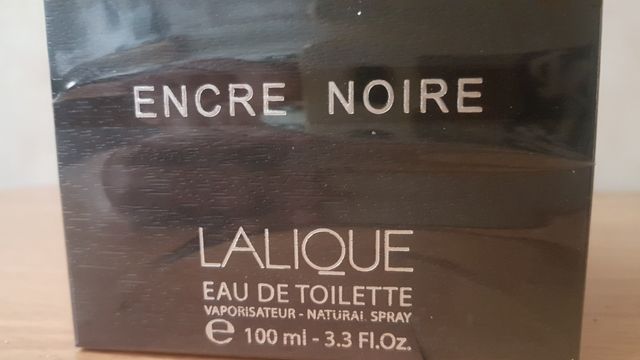 ENCRE NOIRE
LALIQUE
EAU DE TOILETTE
VAPORISATEUR - NATURAL SPRAY
℮ 100 ml - 3.3 Fl.Oz.